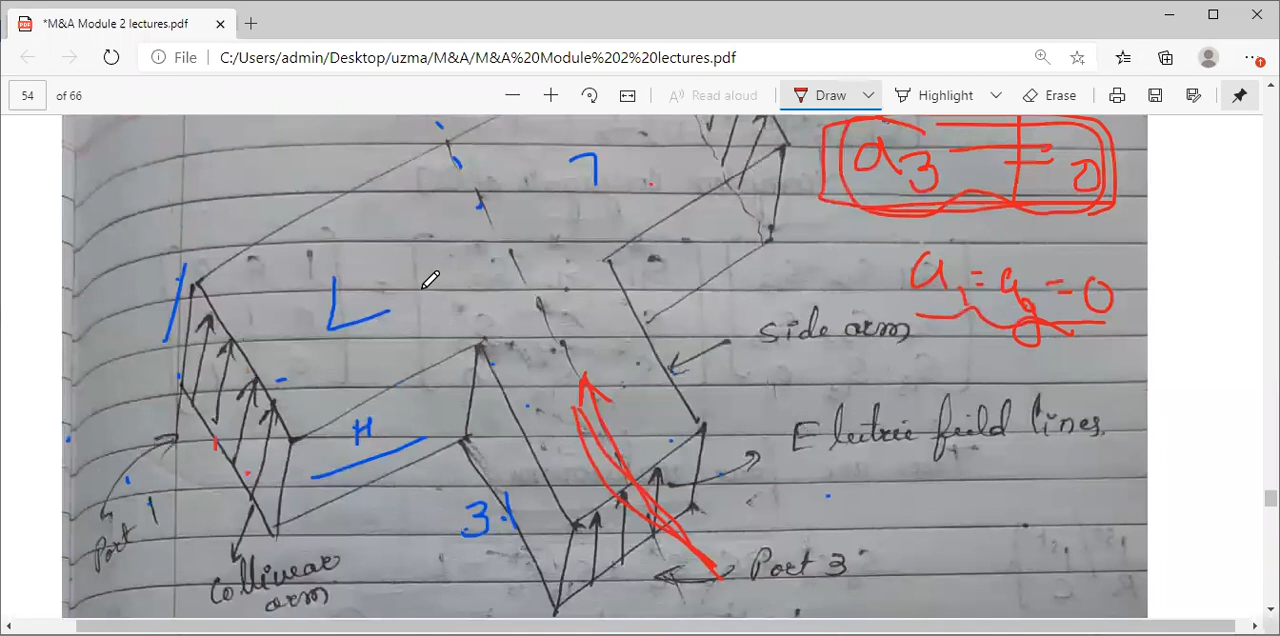 *M&A Module 2 lectures.pdf
File
C:/Users/admin/Desktop/uzma/M&A/M&A%20Module%202%20lectures.pdf
54 of 66
Read aloud
Draw
Highlight
Erase
a3 = 0
a1 = a2 = 0
side arm
H
Electric field lines
3
Port 1
Port 3
Collinear
arm